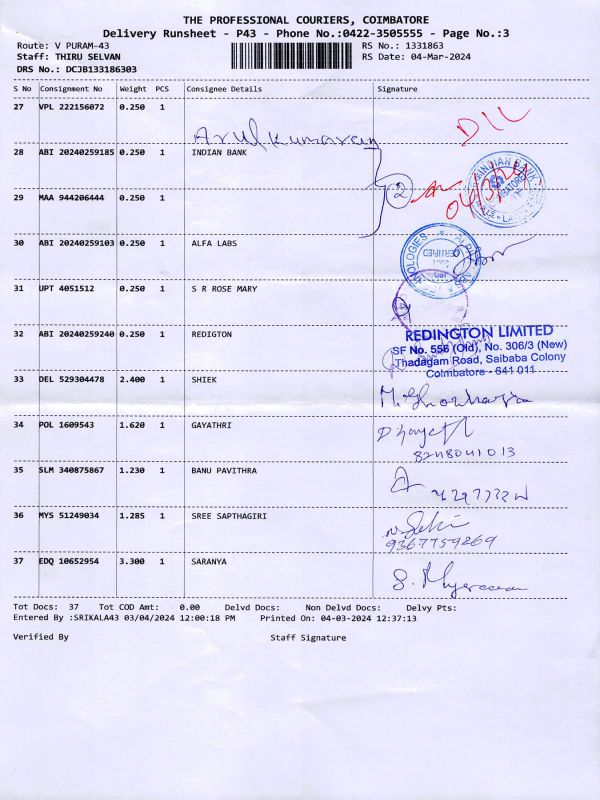 THE PROFESSIONAL COURIERS, COIMBATORE
Delivery Runsheet - P43 - Phone No.:0422-3505555 - Page No.:3
Route: V PURAM-43 RS No.: 1331863
Staff: THIRU SELVAN RS Date: 04-Mar-2024
DRS No.: DCJB133186303
S No Consignment No Weight PCS Consignee Details Signature
27 VPL 222156072 0.250 1
Arulkumaran D/L
28 ABI 20240259185 0.250 1 INDIAN BANK
2 04/3/24
29 MAA 944206444 0.250 1
30 ABI 20240259103 0.250 1 ALFA LABS
31 UPT 4051512 0.250 1 S R ROSE MARY
32 ABI 20240259240 0.250 1 REDIGTON
REDINGTON LIMITED
SF No. 556 (Old), No. 306/3 (New)
Thadagam Road, Saibaba Colony
Coimbatore - 641 011
33 DEL 529304478 2.400 1 SHIEK
34 POL 1609543 1.620 1 GAYATHRI
8248041013
35 SLM 340875867 1.230 1 BANU PAVITHRA
36 MYS 51249034 1.285 1 SREE SAPTHAGIRI
9367759269
37 EDQ 10652954 3.300 1 SARANYA
Tot Docs: 37 Tot COD Amt: 0.00 Delvd Docs: Non Delvd Docs: Delvy Pts:
Entered By :SRIKALA43 03/04/2024 12:00:18 PM Printed On: 04-03-2024 12:37:13
Verified By Staff Signature